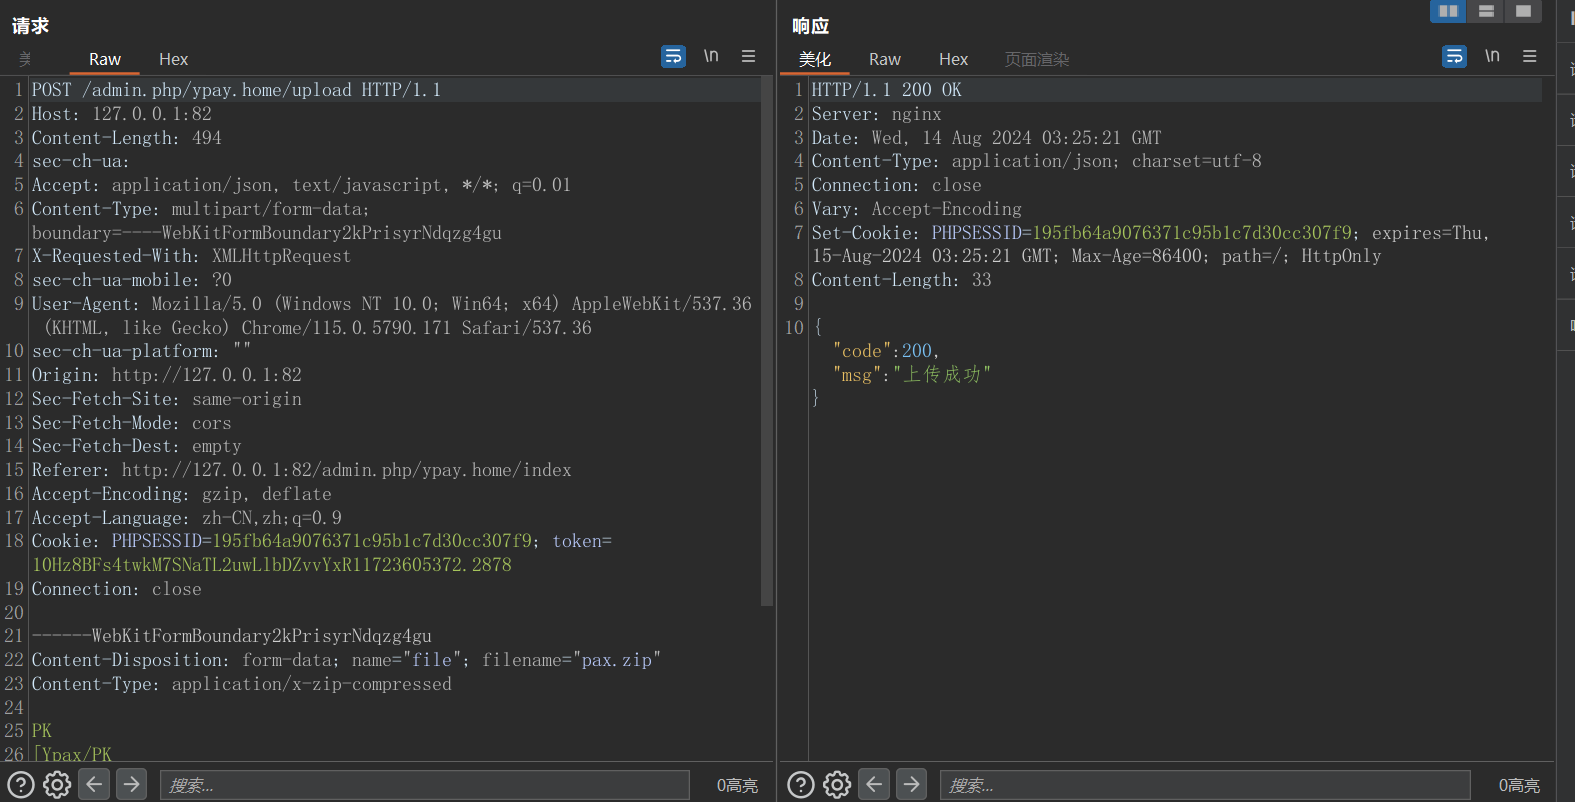 请求
美
Raw
Hex
\n
1 POST /admin.php/ypay.home/upload HTTP/1.1
2 Host: 127.0.0.1:82
3 Content-Length: 494
4 sec-ch-ua:
5 Accept: application/json, text/javascript, */*; q=0.01
6 Content-Type: multipart/form-data;
boundary=----WebKitFormBoundary2kPrisyrNdqzg4gu
7 X-Requested-With: XMLHttpRequest
8 sec-ch-ua-mobile: ?0
9 User-Agent: Mozilla/5.0 (Windows NT 10.0; Win64; x64) AppleWebKit/537.36
(KHTML, like Gecko) Chrome/115.0.5790.171 Safari/537.36
10 sec-ch-ua-platform: ""
11 Origin: http://127.0.0.1:82
12 Sec-Fetch-Site: same-origin
13 Sec-Fetch-Mode: cors
14 Sec-Fetch-Dest: empty
15 Referer: http://127.0.0.1:82/admin.php/ypay.home/index
16 Accept-Encoding: gzip, deflate
17 Accept-Language: zh-CN,zh;q=0.9
18 Cookie: PHPSESSID=195fb64a9076371c95b1c7d30cc307f9; token=
10Hz8BFs4twkM7SNaTL2uwLlbDZvvYxR11723605372.2878
19 Connection: close
20
21 ------WebKitFormBoundary2kPrisyrNdqzg4gu
22 Content-Disposition: form-data; name="file"; filename="pax.zip"
23 Content-Type: application/x-zip-compressed
24
25 PK
26 ⌈Ypax/PK
搜索...
0高亮
响应
美化
Raw
Hex
页面渲染
\n
1 HTTP/1.1 200 OK
2 Server: nginx
3 Date: Wed, 14 Aug 2024 03:25:21 GMT
4 Content-Type: application/json; charset=utf-8
5 Connection: close
6 Vary: Accept-Encoding
7 Set-Cookie: PHPSESSID=195fb64a9076371c95b1c7d30cc307f9; expires=Thu,
15-Aug-2024 03:25:21 GMT; Max-Age=86400; path=/; HttpOnly
8 Content-Length: 33
9
10 {
"code":200,
"msg":"上传成功"
}
搜索...
0高亮